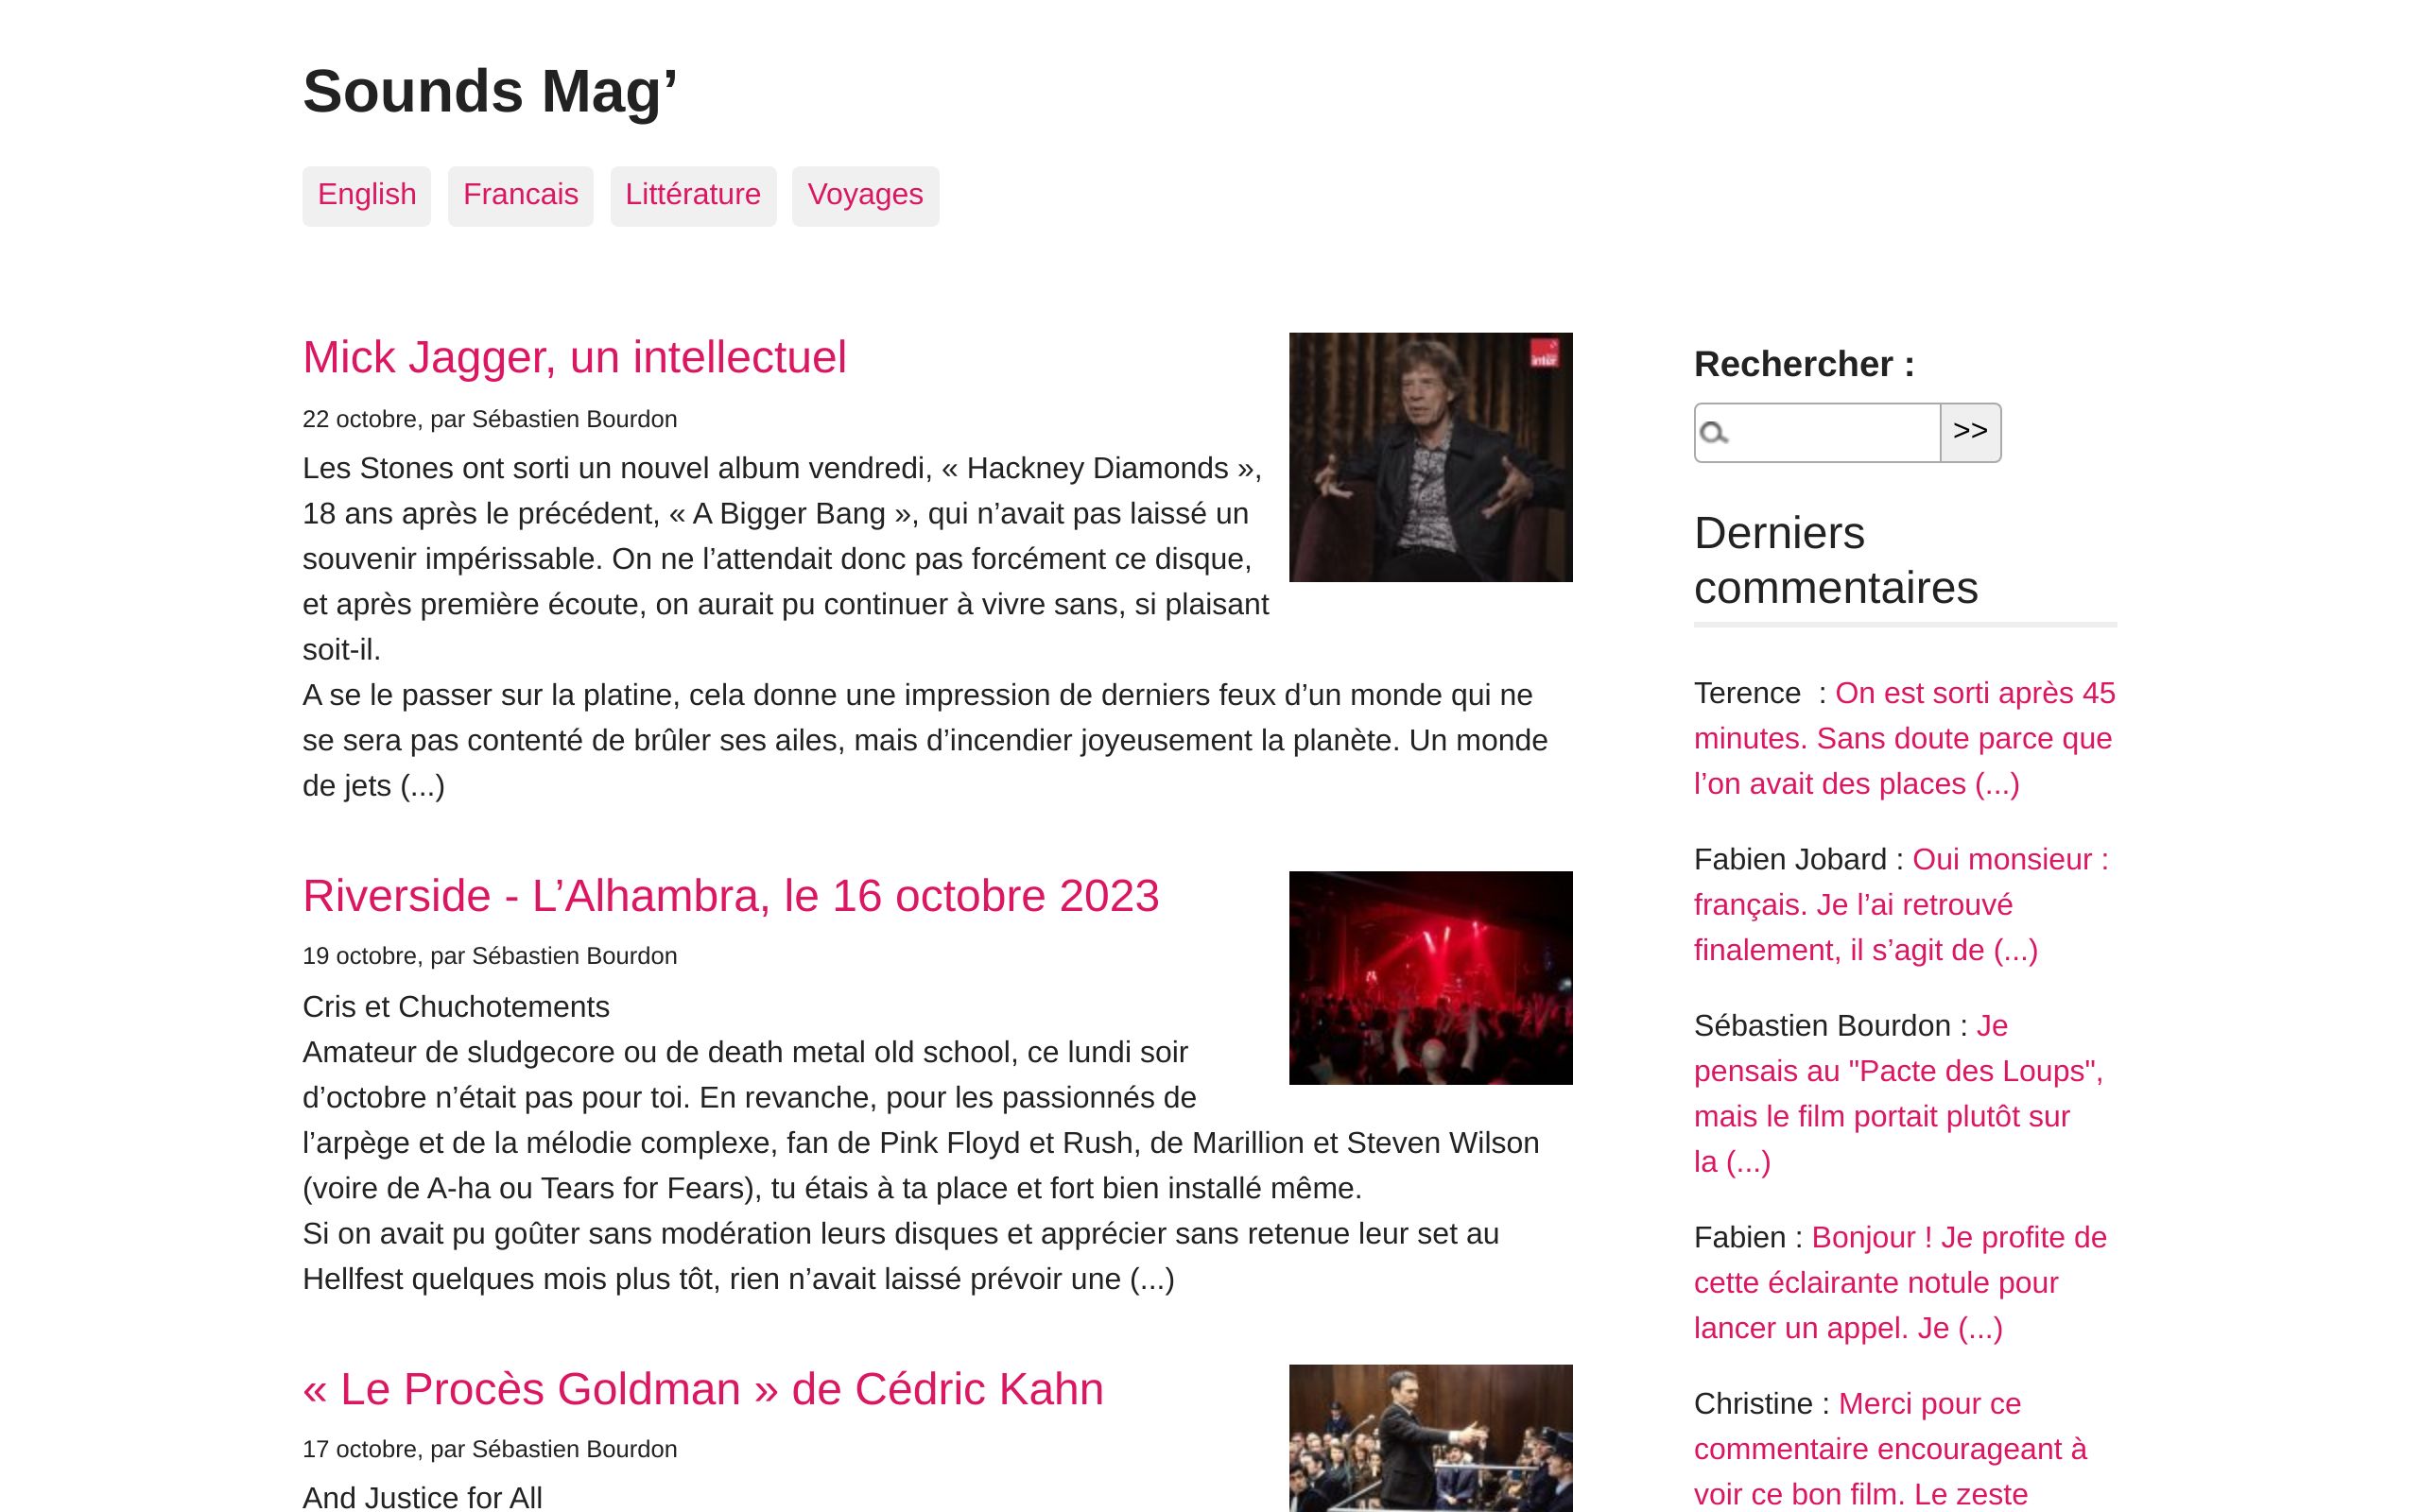 Sounds Mag’
English
Francais
Littérature
Voyages
Mick Jagger, un intellectuel
22 octobre, par Sébastien Bourdon
Les Stones ont sorti un nouvel album vendredi, « Hackney Diamonds »,
18 ans après le précédent, « A Bigger Bang », qui n’avait pas laissé un
souvenir impérissable. On ne l’attendait donc pas forcément ce disque,
et après première écoute, on aurait pu continuer à vivre sans, si plaisant
soit-il.
A se le passer sur la platine, cela donne une impression de derniers feux d’un monde qui ne
se sera pas contenté de brûler ses ailes, mais d’incendier joyeusement la planète. Un monde
de jets (...)
inter
Riverside - L’Alhambra, le 16 octobre 2023
19 octobre, par Sébastien Bourdon
Cris et Chuchotements
Amateur de sludgecore ou de death metal old school, ce lundi soir
d’octobre n’était pas pour toi. En revanche, pour les passionnés de
l’arpège et de la mélodie complexe, fan de Pink Floyd et Rush, de Marillion et Steven Wilson
(voire de A-ha ou Tears for Fears), tu étais à ta place et fort bien installé même.
Si on avait pu goûter sans modération leurs disques et apprécier sans retenue leur set au
Hellfest quelques mois plus tôt, rien n’avait laissé prévoir une (...)
« Le Procès Goldman » de Cédric Kahn
17 octobre, par Sébastien Bourdon
And Justice for All
Rechercher :
>>
Derniers
commentaires
Terence  : On est sorti après 45
minutes. Sans doute parce que
l’on avait des places (...)
Fabien Jobard : Oui monsieur :
français. Je l’ai retrouvé
finalement, il s’agit de (...)
Sébastien Bourdon : Je
pensais au "Pacte des Loups",
mais le film portait plutôt sur
la (...)
Fabien : Bonjour ! Je profite de
cette éclairante notule pour
lancer un appel. Je (...)
Christine : Merci pour ce
commentaire encourageant à
voir ce bon film. Le zeste